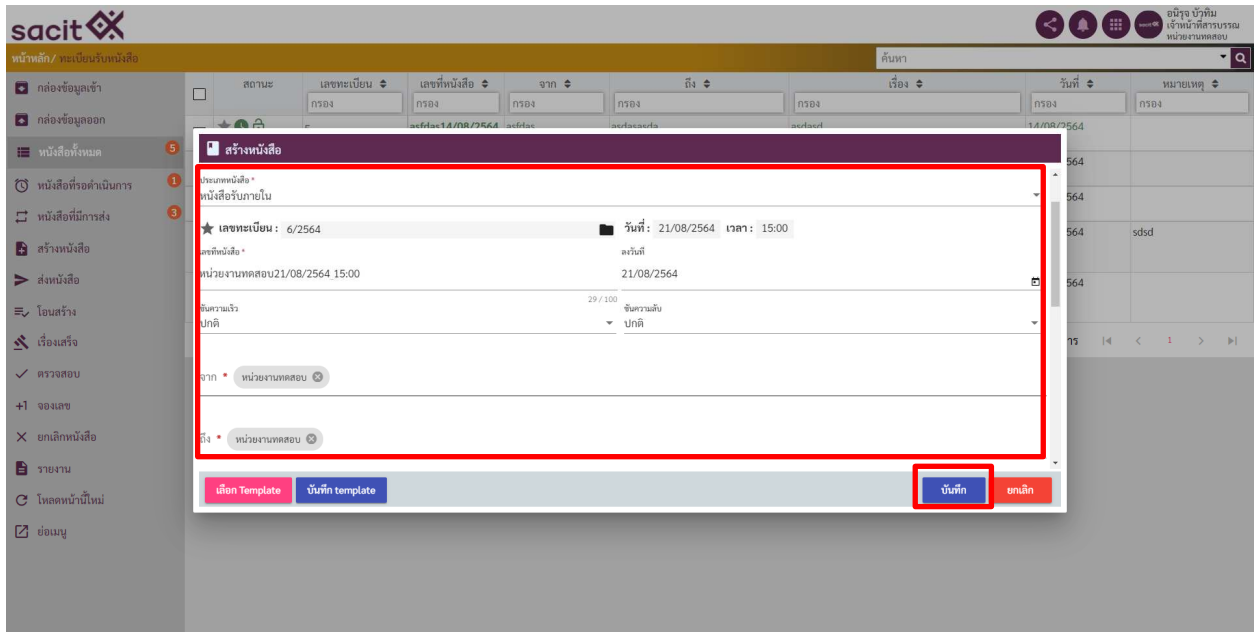 sacit
อนิรุจ บัวทิม
เจ้าหน้าที่สารบรรณ
หน่วยงานทดสอบ
หน้าหลัก/ ทะเบียนรับหนังสือ
ค้นหา
กล่องข้อมูลเข้า
กล่องข้อมูลออก
หนังสือทั้งหมด 5
หนังสือที่รอดำเนินการ 1
หนังสือที่มีการส่ง 3
สร้างหนังสือ
ส่งหนังสือ
โอนสร้าง
เรื่องเสร็จ
ตรวจสอบ
+1 จองเลข
ยกเลิกหนังสือ
รายงาน
โหลดหน้านี้ใหม่
ย่อเมนู
สถานะ เลขทะเบียน เลขที่หนังสือ จาก ถึง เรื่อง วันที่ หมายเหตุ
กรอง กรอง กรอง กรอง กรอง กรอง กรอง
asfdas14/08/2564 asfdas asdasasda asdasd 14/08/2564
564
564
564 sdsd
564
าร 1
สร้างหนังสือ
ประเภทหนังสือ *
หนังสือรับภายใน
เลขทะเบียน : 6/2564 วันที่ : 21/08/2564 เวลา : 15:00
เลขที่หนังสือ * ลงวันที่
หน่วยงานทดสอบ21/08/2564 15:00 21/08/2564
29 / 100
ชั้นความเร็ว ชั้นความลับ
ปกติ ปกติ
จาก * หน่วยงานทดสอบ
ถึง * หน่วยงานทดสอบ
เลือก Template บันทึก template บันทึก ยกเลิก